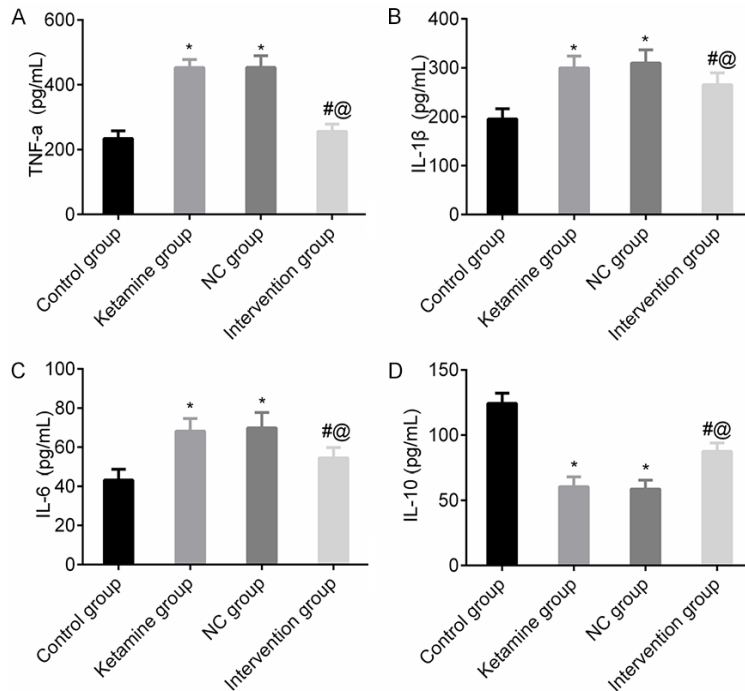 A
TNF-a (pg/mL)
600
400
200
0
*
*
#@
Control group
Ketamine group
NC group
Intervention group
B
IL-1β (pg/mL)
400
300
200
100
0
*
*
#@
Control group
Ketamine group
NC group
Intervention group
C
IL-6 (pg/mL)
100
80
60
40
20
0
*
*
#@
Control group
Ketamine group
NC group
Intervention group
D
IL-10 (pg/mL)
150
100
50
0
*
*
#@
Control group
Ketamine group
NC group
Intervention group